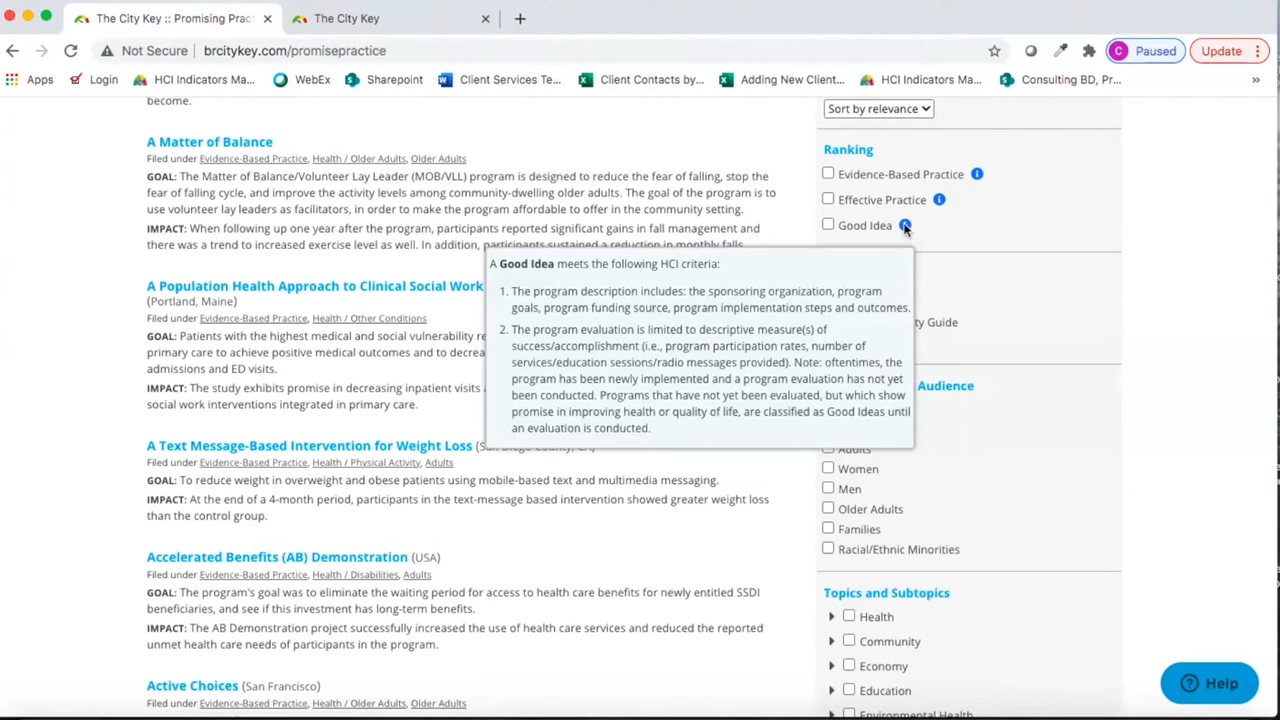 The City Key :: Promising Prac
The City Key
Not Secure
brcitykey.com/promisepractice
Paused
Update
Apps
Login
HCI Indicators Ma...
WebEx
Sharepoint
Client Services Te...
Client Contacts by...
Adding New Client...
HCI Indicators Ma...
Consulting BD, Pr...
»
become.
A Matter of Balance
Filed under Evidence-Based Practice, Health / Older Adults, Older Adults
GOAL: The Matter of Balance/Volunteer Lay Leader (MOB/VLL) program is designed to reduce the fear of falling, stop the
fear of falling cycle, and improve the activity levels among community-dwelling older adults. The goal of the program is to
use volunteer lay leaders as facilitators, in order to make the program affordable to offer in the community setting.
IMPACT: When following up one year after the program, participants reported significant gains in fall management and
there was a trend to increased exercise level as well. In addition, participants sustained a reduction in monthly falls.
A Population Health Approach to Clinical Social Work
(Portland, Maine)
Filed under Evidence-Based Practice, Health / Other Conditions
GOAL: Patients with the highest medical and social vulnerability re
primary care to achieve positive medical outcomes and to decrea
admissions and ED visits.
IMPACT: The study exhibits promise in decreasing inpatient visits
social work interventions integrated in primary care.
A Text Message-Based Intervention for Weight Loss (San Diego County, CA)
Filed under Evidence-Based Practice, Health / Physical Activity, Adults
GOAL: To reduce weight in overweight and obese patients using mobile-based text and multimedia messaging.
IMPACT: At the end of a 4-month period, participants in the text-message based intervention showed greater weight loss
than the control group.
Accelerated Benefits (AB) Demonstration (USA)
Filed under Evidence-Based Practice, Health / Disabilities, Adults
GOAL: The program's goal was to eliminate the waiting period for access to health care benefits for newly entitled SSDI
beneficiaries, and see if this investment has long-term benefits.
IMPACT: The AB Demonstration project successfully increased the use of health care services and reduced the reported
unmet health care needs of participants in the program.
Active Choices (San Francisco)
Filed under Evidence-Based Practice, Health / Older Adults, Older Adults
A Good Idea meets the following HCI criteria:
1. The program description includes: the sponsoring organization, program
goals, program funding source, program implementation steps and outcomes.
2. The program evaluation is limited to descriptive measure(s) of
success/accomplishment (i.e., program participation rates, number of
services/education sessions/radio messages provided). Note: oftentimes, the
program has been newly implemented and a program evaluation has not yet
been conducted. Programs that have not yet been evaluated, but which show
promise in improving health or quality of life, are classified as Good Ideas until
an evaluation is conducted.
Sort by relevance
Ranking
Evidence-Based Practice
Effective Practice
Good Idea
ty Guide
Audience
Adults
Women
Men
Older Adults
Families
Racial/Ethnic Minorities
Topics and Subtopics
Health
Community
Economy
Education
Environmental Health
Help